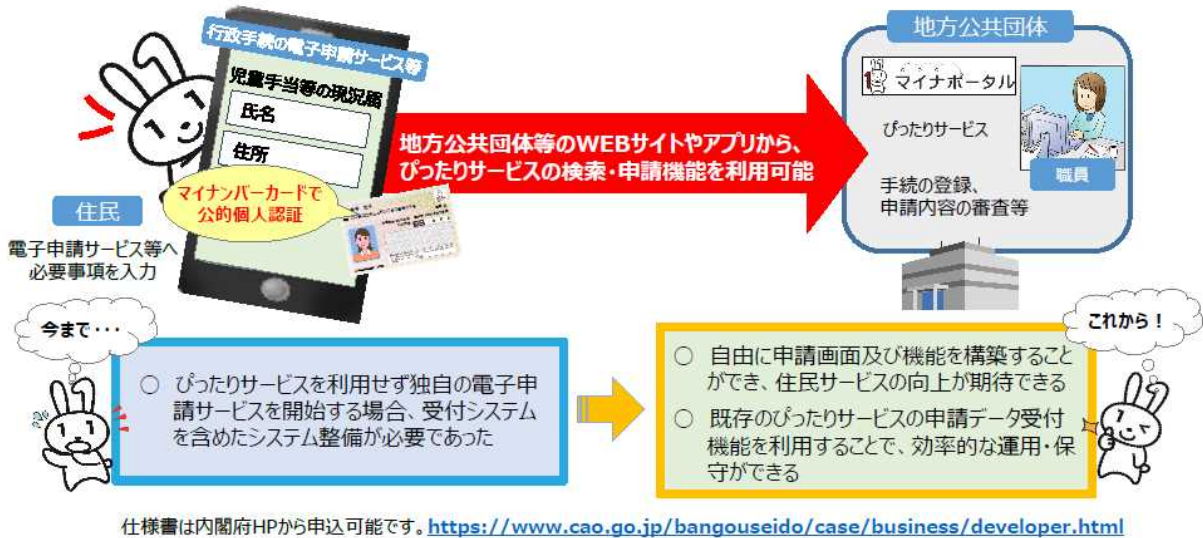 行政手続の電子申請サービス等
児童手当等の現況届
氏名
住所
マイナンバーカードで
公的個人認証
住民
電子申請サービス等へ
必要事項を入力
地方公共団体等のWEBサイトやアプリから、
ぴったりサービスの検索・申請機能を利用可能
地方公共団体
マイナポータル
ぴったりサービス
職員
手続の登録、
申請内容の審査等
今まで・・・
○ ぴったりサービスを利用せず独自の電子申
請サービスを開始する場合、受付システム
を含めたシステム整備が必要であった
これから！
○ 自由に申請画面及び機能を構築すること
ができ、住民サービスの向上が期待できる
○ 既存のぴったりサービスの申請データ受付
機能を利用することで、効率的な運用・保
守ができる
仕様書は内閣府HPから申込可能です。https://www.cao.go.jp/bangouseido/case/business/developer.html